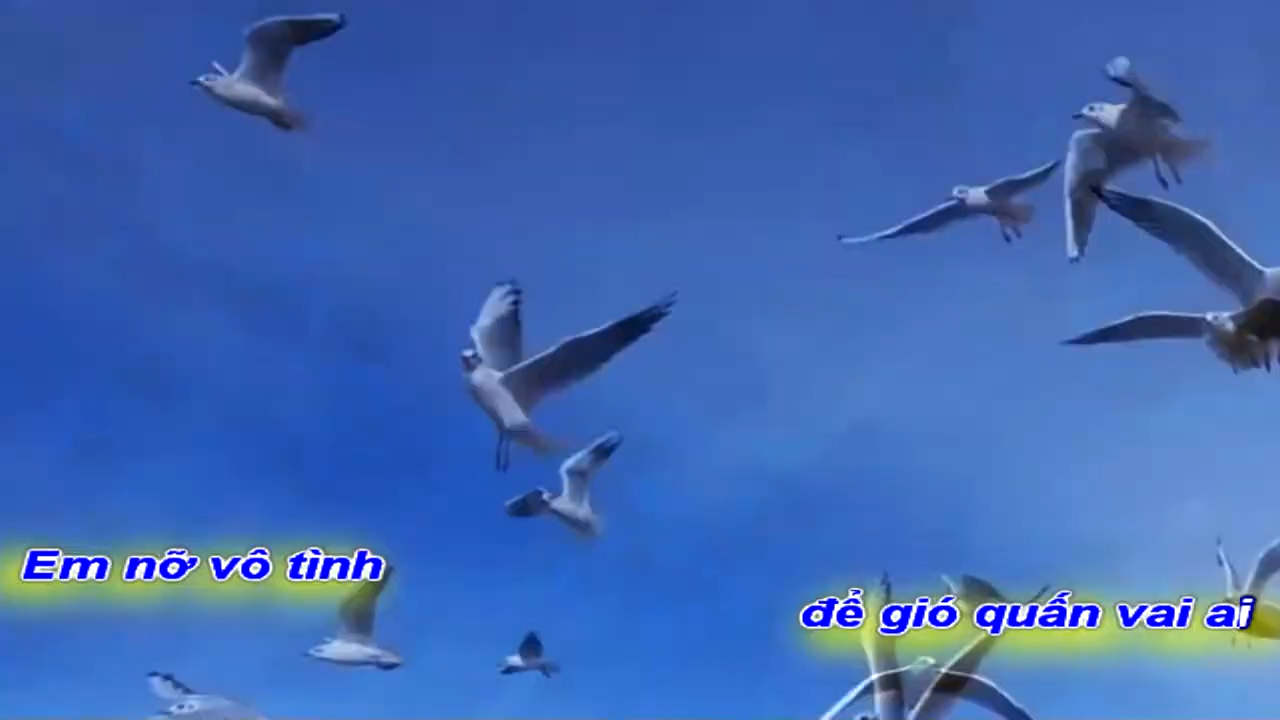 Em nỡ vô tình
để gió quấn vai ai